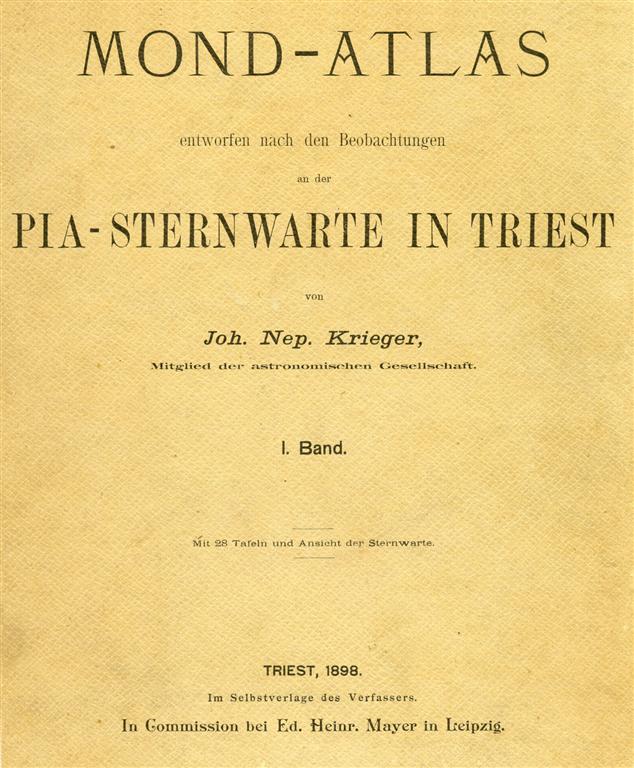 MOND-ATLAS
entworfen nach den Beobachtungen
an der
PIA-STERNWARTE IN TRIEST
von
Joh. Nep. Krieger,
Mitglied der astronomischen Gesellschaft.
I. Band.
Mit 28 Tafeln und Ansicht der Sternwarte.
TRIEST, 1898.
Im Selbstverlage des Verfassers.
In Commission bei Ed. Heinr. Mayer in Leipzig.